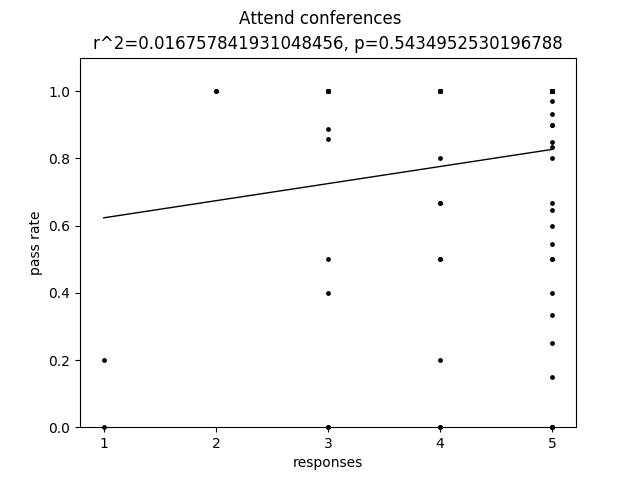 Attend conferences
r^2=0.016757841931048456, p=0.5434952530196788
1.0
0.8
0.6
0.4
0.2
0.0
pass rate
1 2 3 4 5
responses